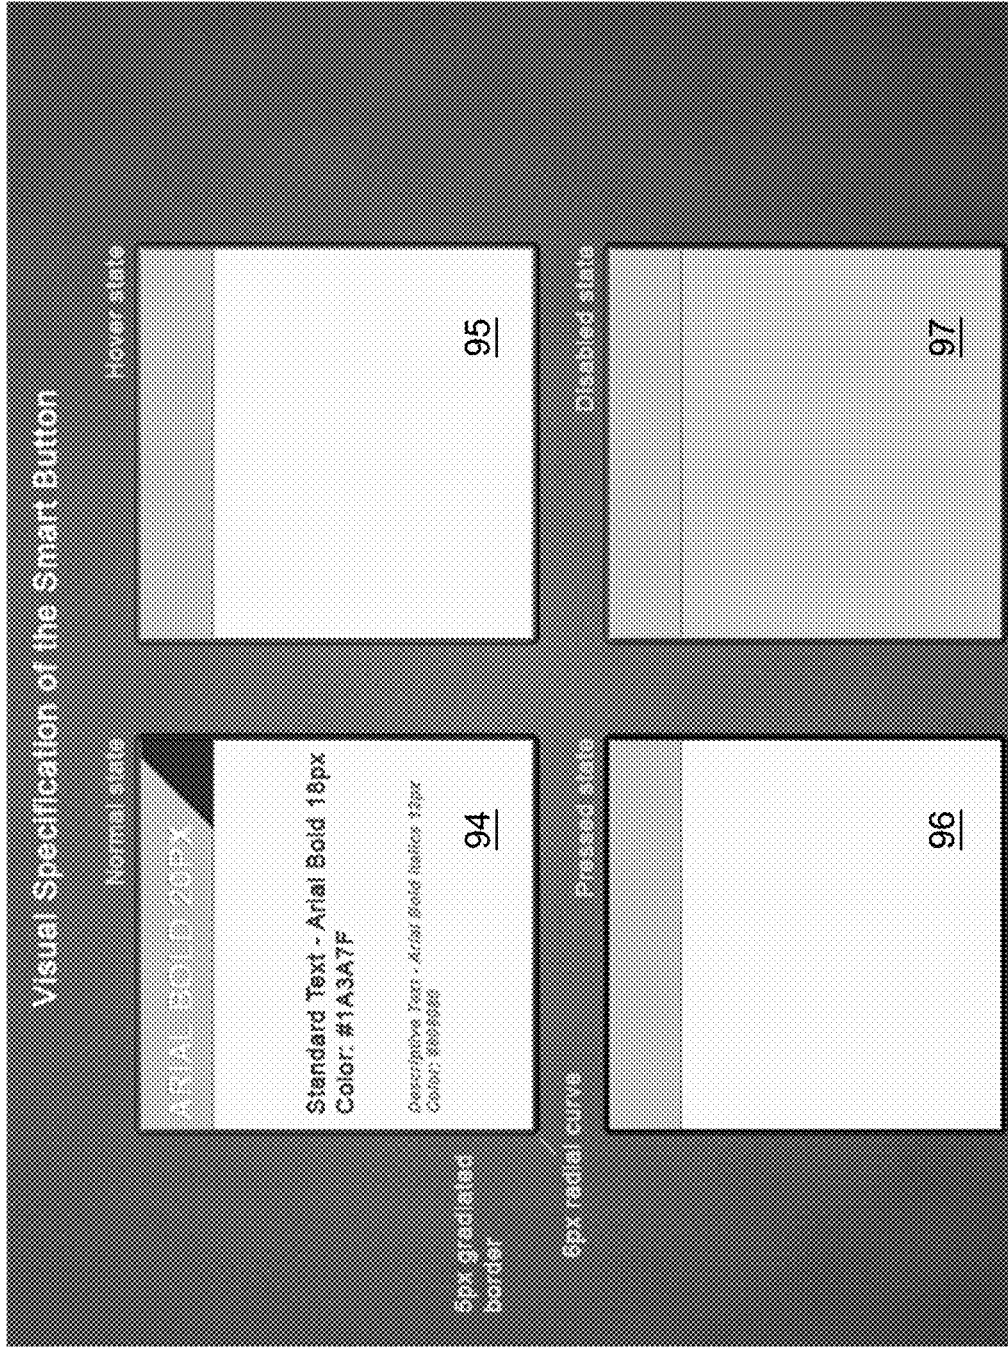 Visual Specification of the Smart Button
Normal state
Hover state
ARIAL BOLD 20PX
Standard Text - Arial Bold 18px
Color: #1A3A7F
94
95
Descriptive Text - Arial Bold Italics 12px
Color:
5px gradiated
border
6px radial curve
Pressed state
Disabled state
96
97